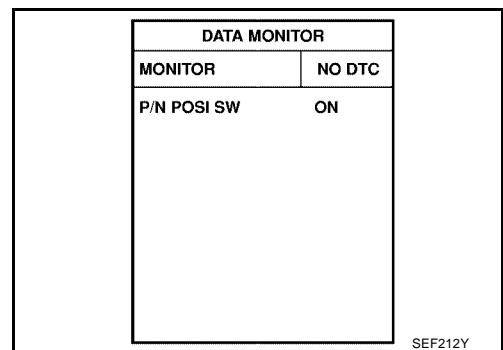 DATA MONITOR
MONITOR NO DTC
P/N POSI SW ON
SEF212Y